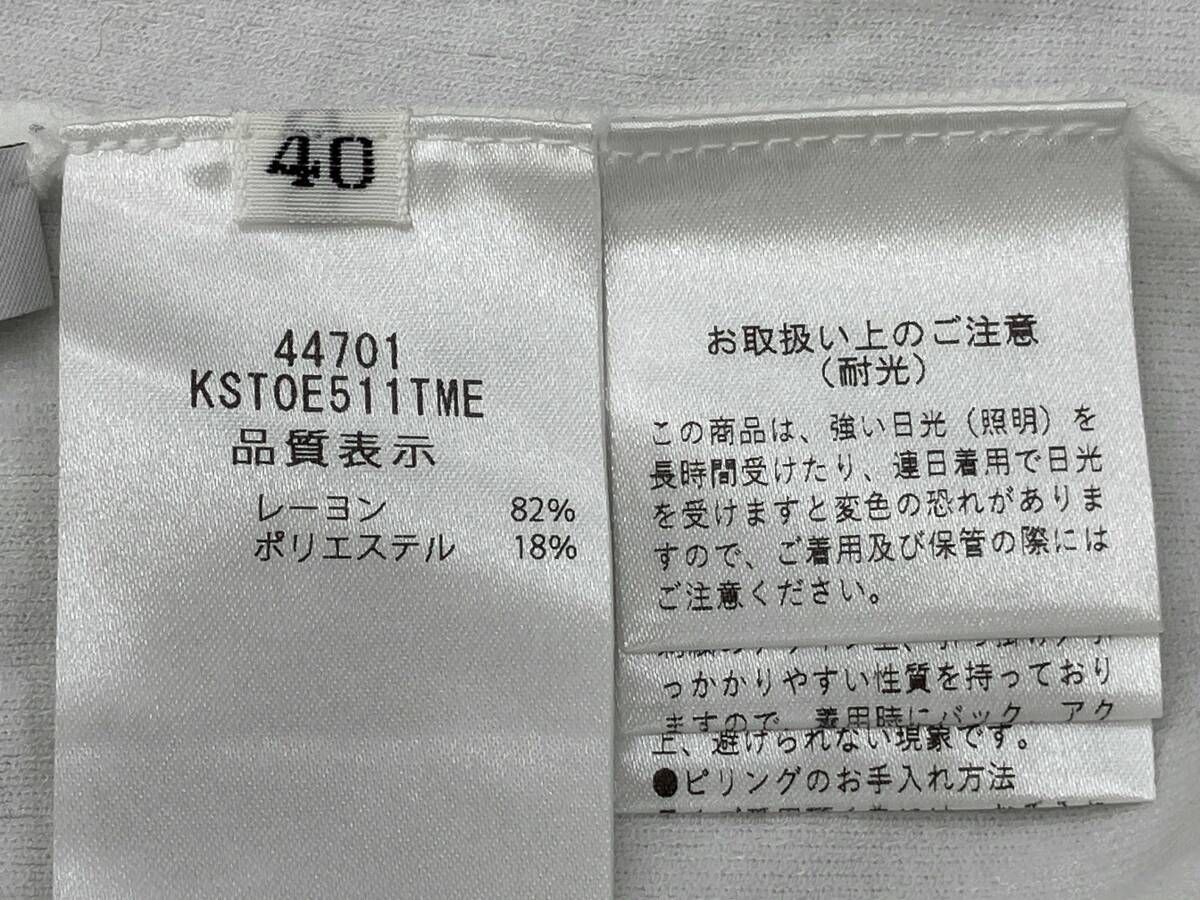 40
44701
KSTOE511TME
品質表示
レーヨン 82%
ポリエステル 18%
お取扱い上のご注意
（耐光）
この商品は、強い日光（照明）を
長時間受けたり、連日着用で日光
を受けますと変色の恐れがありま
すので、ご着用及び保管の際には
ご注意ください。
っかかりやすい性質を持っており
ますので、着用時にバック、アク
上、避けられない現象です。
●ピリングのお手入れ方法